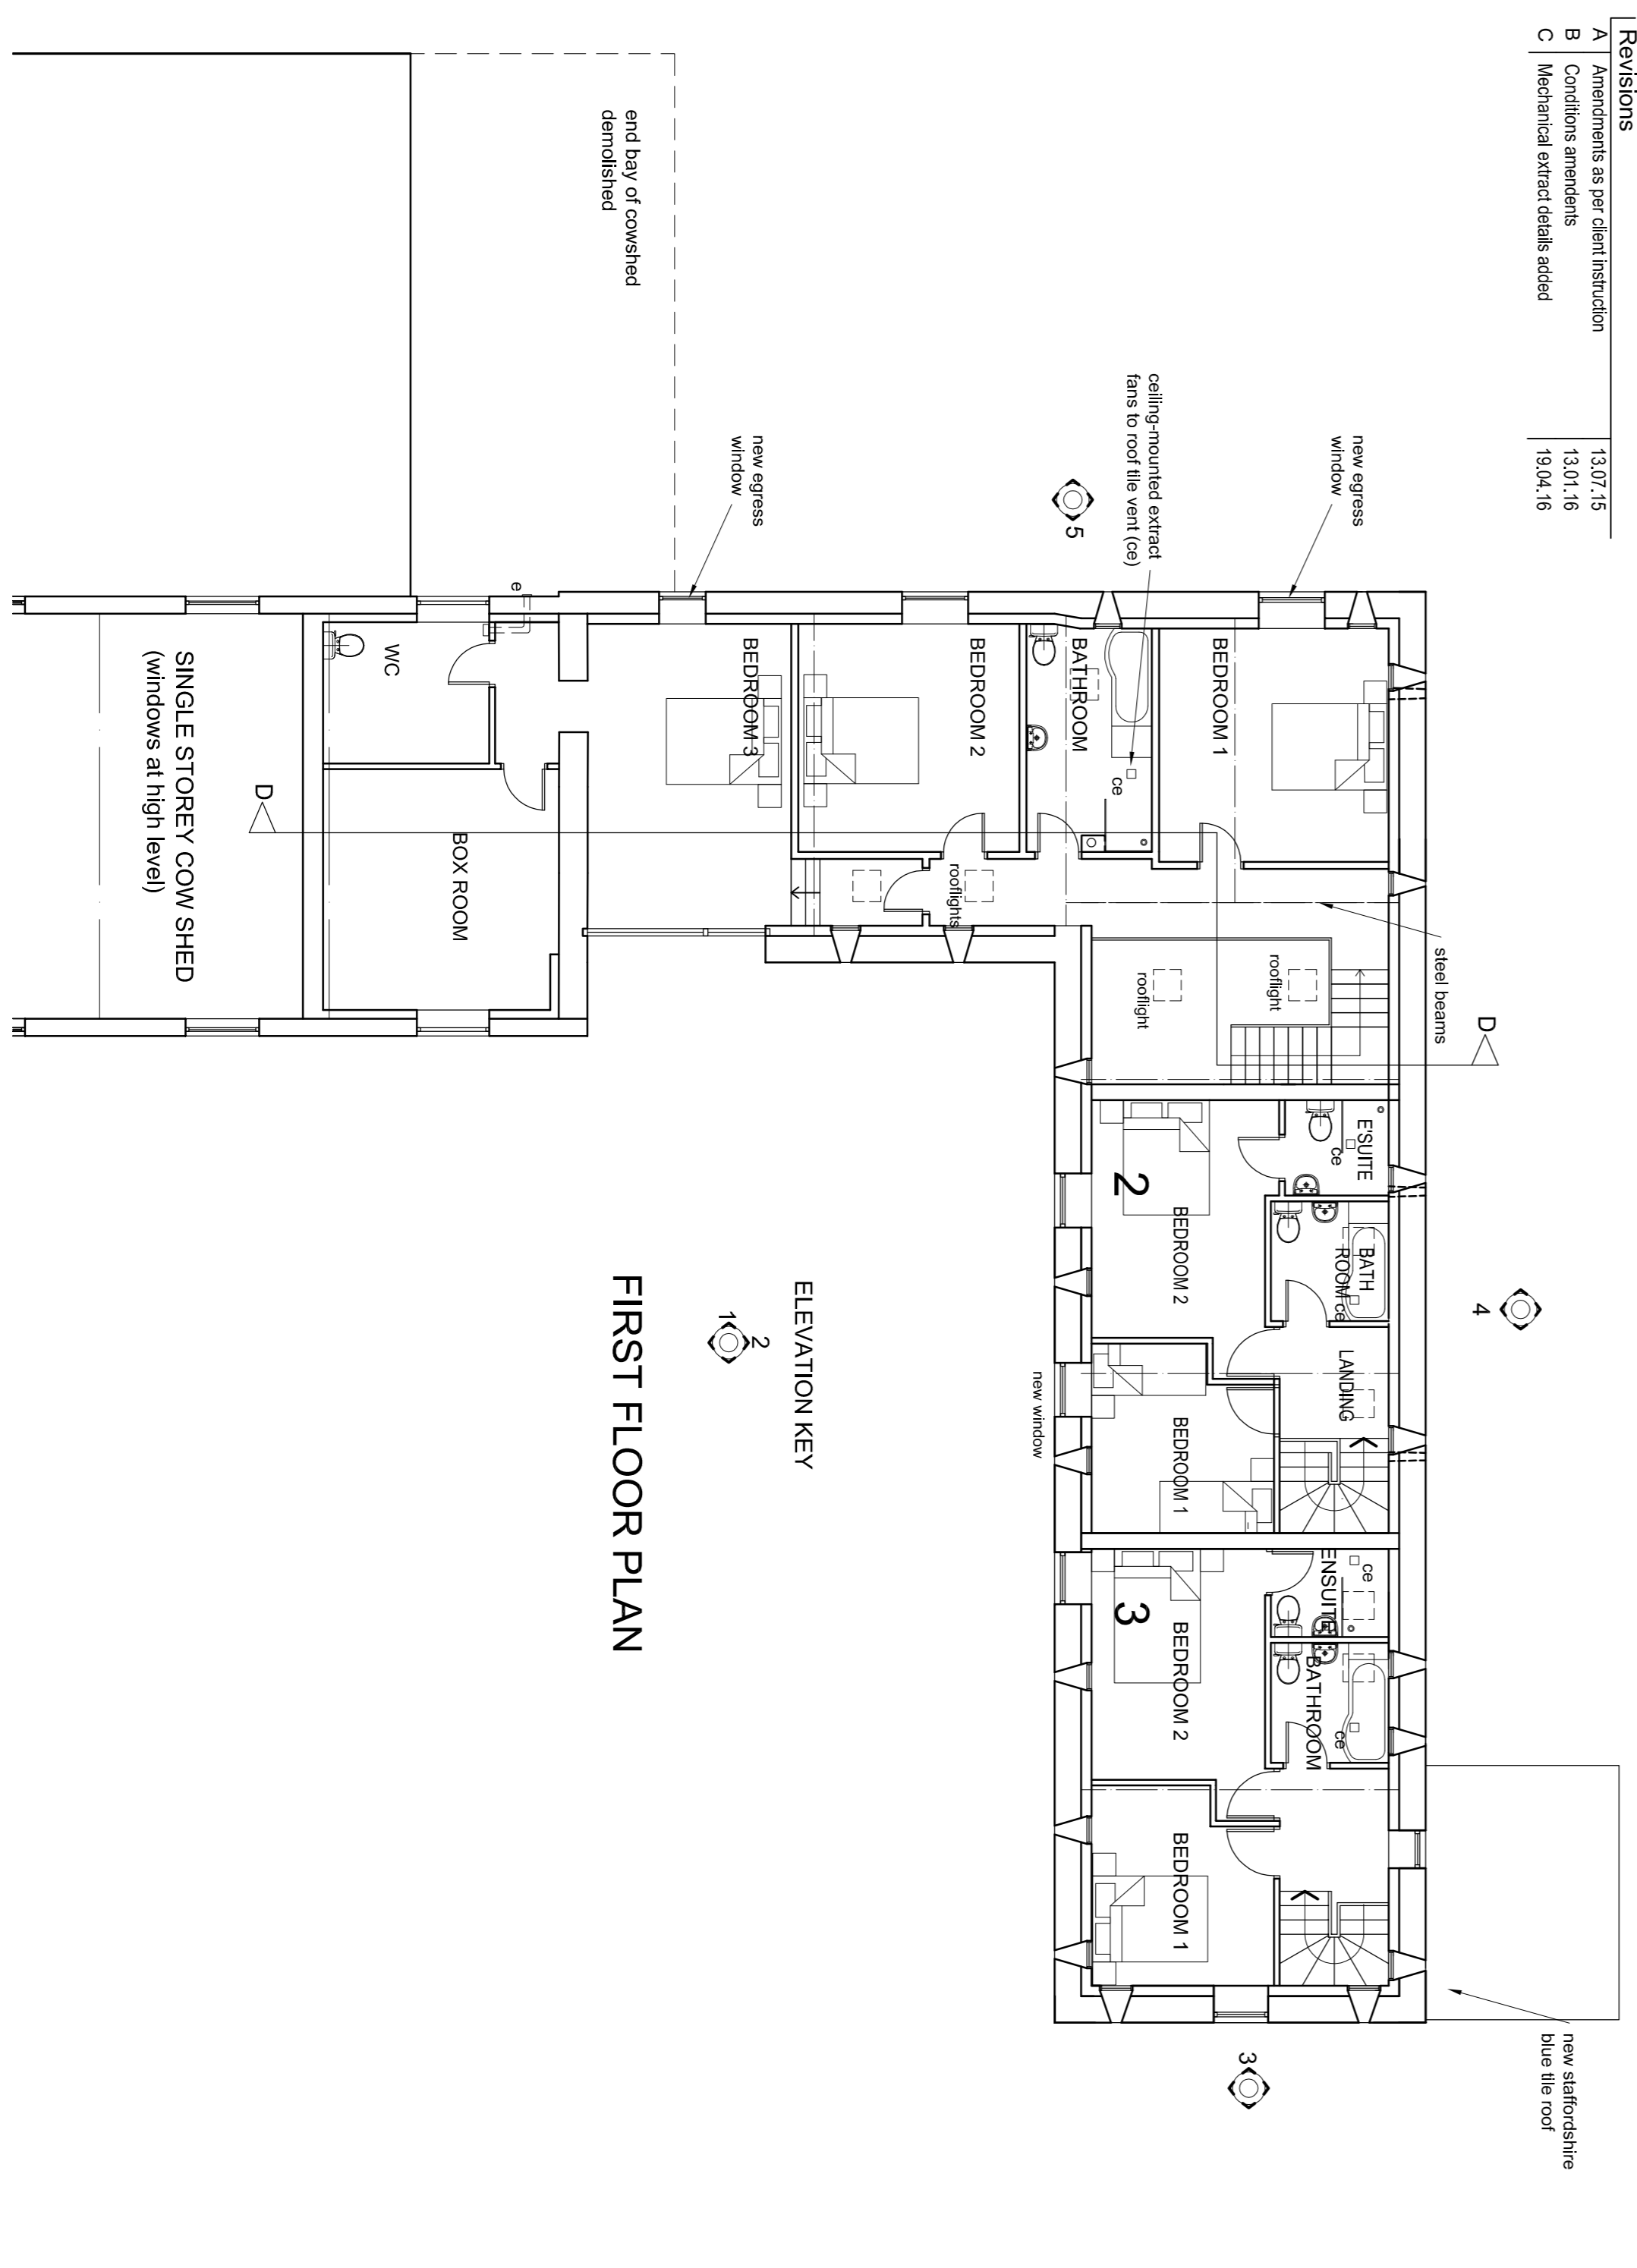 Revisions
A Amendments as per client instruction 13.07.15
B Conditions amendents 13.01.16
C Mechanical extract details added 19.04.16
new egress
window
ceiling-mounted extract
fans to roof tile vent (ce)
5
new egress
window
end bay of cowshed
demolished
BEDROOM 1
BATHROOM
ce
BEDROOM 2
BEDROOM 3
rooflights
e
WC
BOX ROOM
SINGLE STOREY COW SHED
(windows at high level)
D
steel beams
D
rooflight
rooflight
E'SUITE
ce
BATH
ROOM
ce
2
BEDROOM 2
LANDING
BEDROOM 1
new window
4
ENSUITE
ce
BATHROOM
ce
3
BEDROOM 2
BEDROOM 1
3
new staffordshire
blue tile roof
ELEVATION KEY
2
1
FIRST FLOOR PLAN